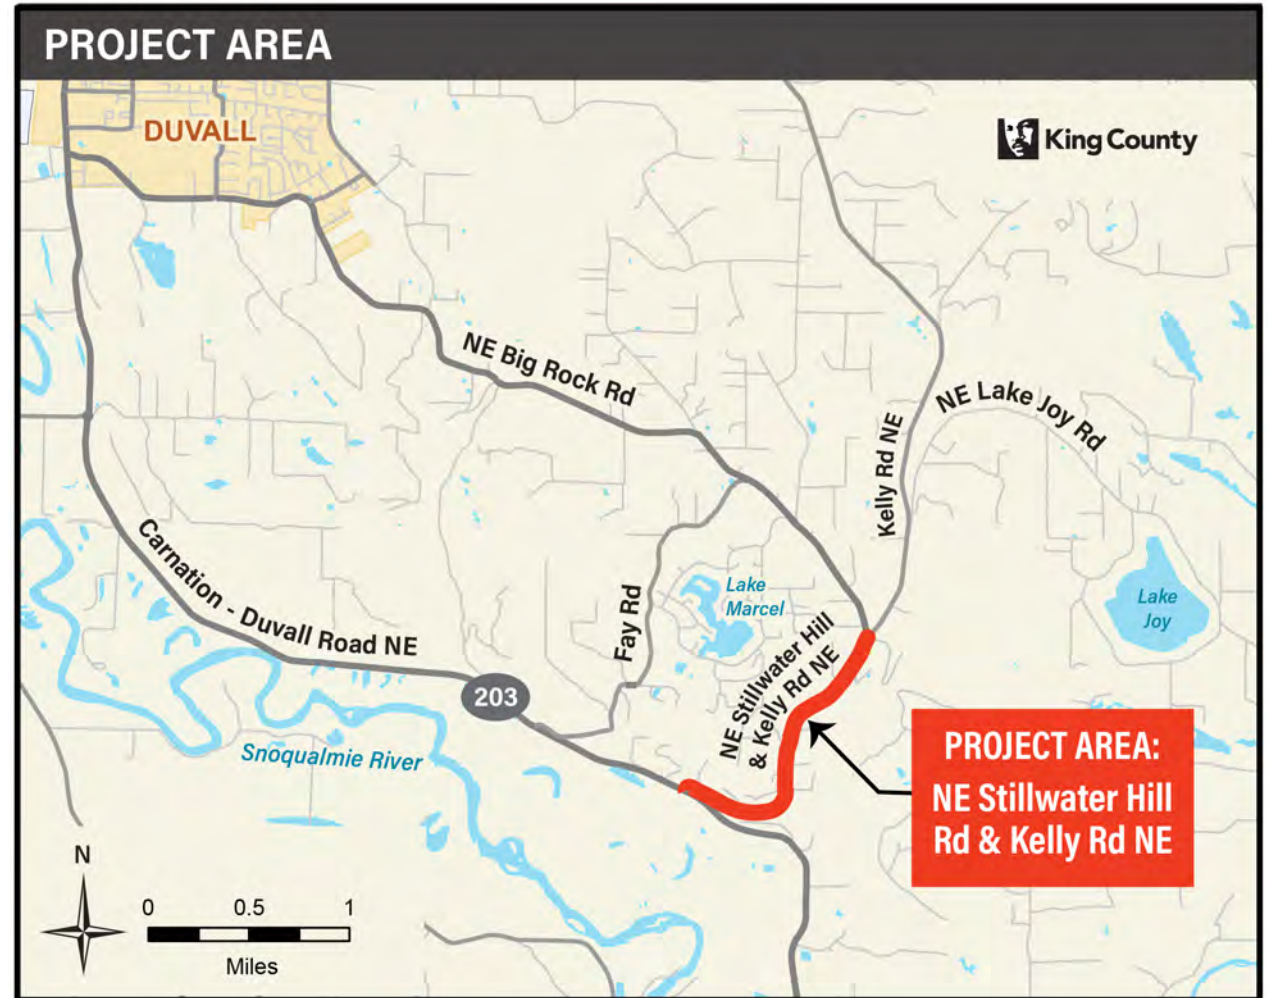 PROJECT AREA
DUVALL
King County
NE Big Rock Rd
NE Lake Joy Rd
Kelly Rd NE
Carnation - Duvall Road NE
Fay Rd
Lake
Marcel
Lake
Joy
NE Stillwater Hill
& Kelly Rd NE
203
Snoqualmie River
PROJECT AREA:
NE Stillwater Hill
Rd & Kelly Rd NE
N
0 0.5 1
Miles